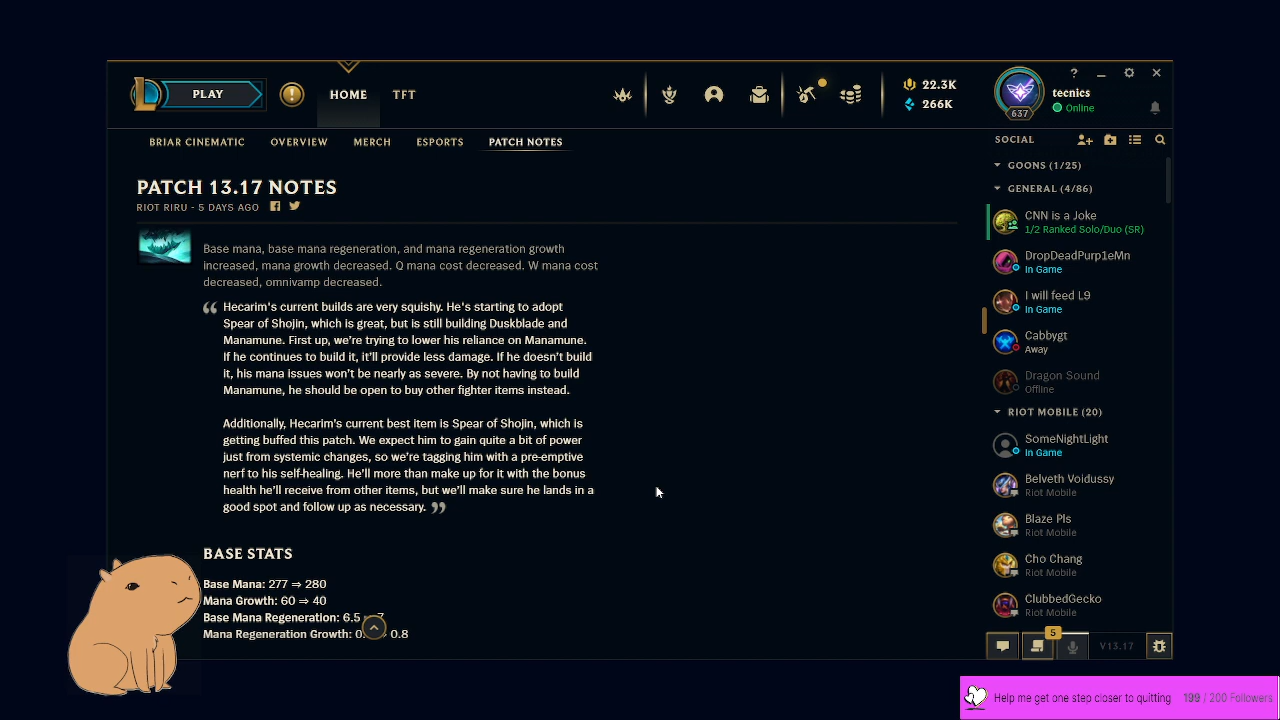 PLAY
HOME
TFT
22.3K
266K
?
637
tecnics
Online
BRIAR CINEMATIC
OVERVIEW
MERCH
ESPORTS
PATCH NOTES
PATCH 13.17 NOTES
RIOT RIRU - 5 DAYS AGO
Base mana, base mana regeneration, and mana regeneration growth
increased, mana growth decreased. Q mana cost decreased. W mana cost
decreased, omnivamp decreased.
Hecarim's current builds are very squishy. He's starting to adopt
Spear of Shojin, which is great, but is still building Duskblade and
Manamune. First up, we're trying to lower his reliance on Manamune.
If he continues to build it, it'll provide less damage. If he doesn't build
it, his mana issues won't be nearly as severe. By not having to build
Manamune, he should be open to buy other fighter items instead.
Additionally, Hecarim's current best item is Spear of Shojin, which is
getting buffed this patch. We expect him to gain quite a bit of power
just from systemic changes, so we're tagging him with a pre-emptive
nerf to his self-healing. He'll more than make up for it with the bonus
health he'll receive from other items, but we'll make sure he lands in a
good spot and follow up as necessary.
BASE STATS
Base Mana: 277 ⇒ 280
Mana Growth: 60 ⇒ 40
Base Mana Regeneration: 6.5
Mana Regeneration Growth: 0.8
SOCIAL
GOONS (1/25)
GENERAL (4/86)
CNN is a Joke
1/2 Ranked Solo/Duo (SR)
DropDeadPurp1eMn
In Game
I will feed L9
In Game
Cabbygt
Away
Dragon Sound
Offline
RIOT MOBILE (20)
SomeNightLight
In Game
Belveth Voidussy
Riot Mobile
Blaze Pls
Riot Mobile
Cho Chang
Riot Mobile
ClubbedGecko
Riot Mobile
5
V13.17
Help me get one step closer to quitting 199 / 200 Followers